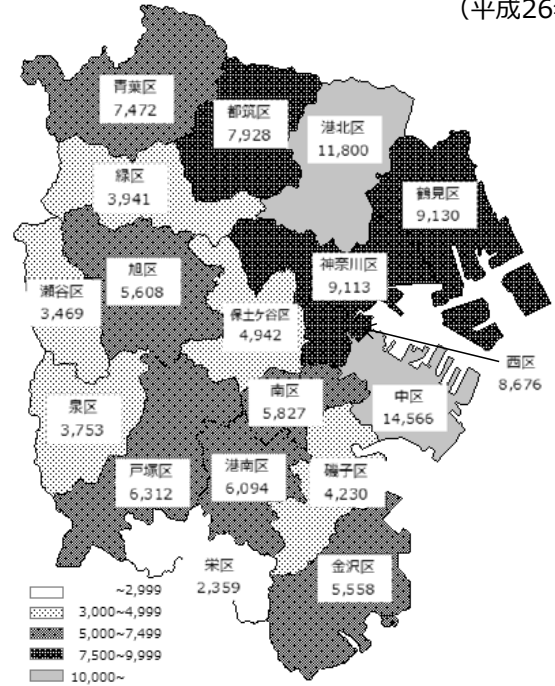 （平成26
青葉区
7,472
都筑区
7,928
港北区
11,800
緑区
3,941
鶴見区
9,130
旭区
5,608
神奈川区
9,113
瀬谷区
3,469
保土ケ谷区
4,942
西区
8,676
南区
5,827
中区
14,566
泉区
3,753
戸塚区
6,312
港南区
6,094
磯子区
4,230
栄区
2,359
金沢区
5,558
~2,999
3,000~4,999
5,000~7,499
7,500~9,999
10,000~